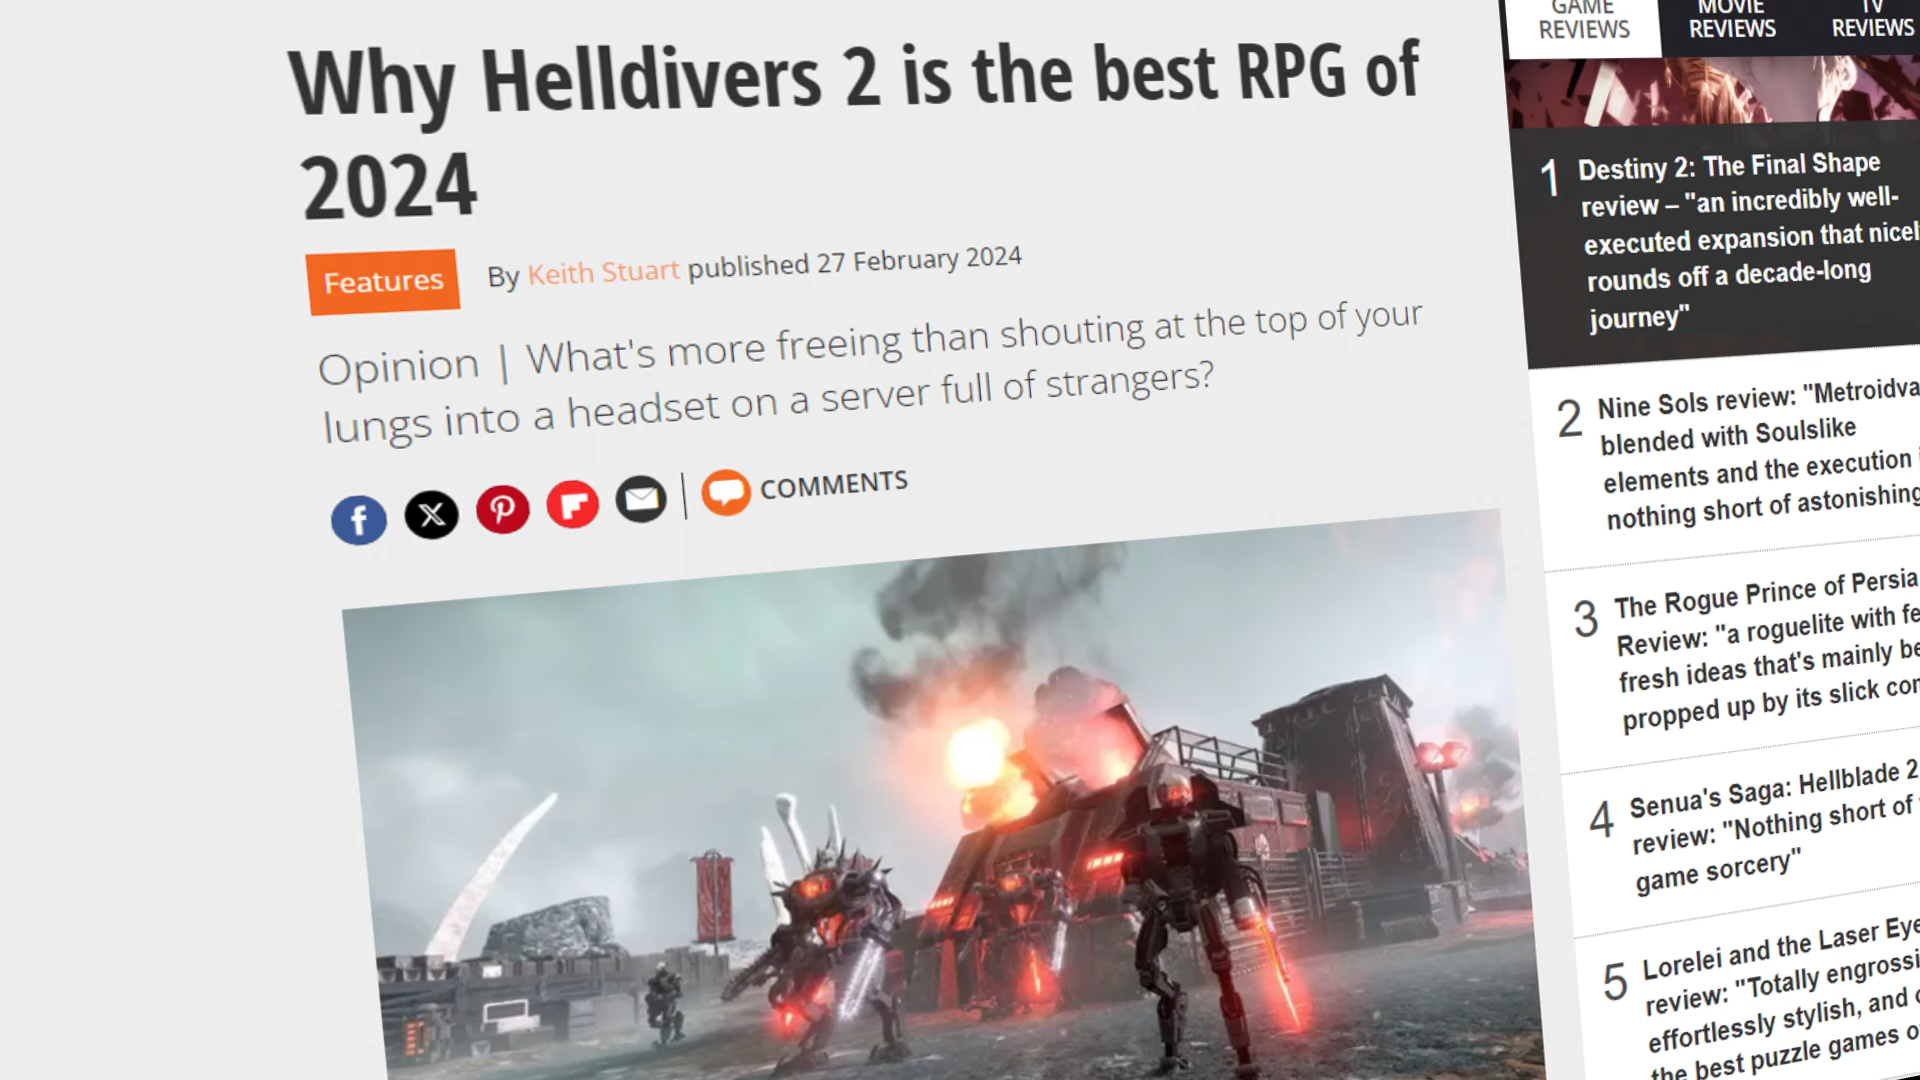 Why Helldivers 2 is the best RPG of
2024
Features
By Keith Stuart published 27 February 2024
Opinion | What's more freeing than shouting at the top of your
lungs into a headset on a server full of strangers?
COMMENTS
GAME
REVIEWS
MOVIE
REVIEWS
TV
REVIEWS
1 Destiny 2: The Final Shape
review – "an incredibly well-
executed expansion that nicel
rounds off a decade-long
journey"
2 Nine Sols review: "Metroidva
blended with Soulslike
elements and the execution
nothing short of astonishing
3 The Rogue Prince of Persia
Review: "a roguelite with fe
fresh ideas that's mainly be
propped up by its slick con
4 Senua's Saga: Hellblade 2
review: "Nothing short of
game sorcery"
5 Lorelei and the Laser Eye
review: "Totally engrossi
effortlessly stylish, and
the best puzzle games o